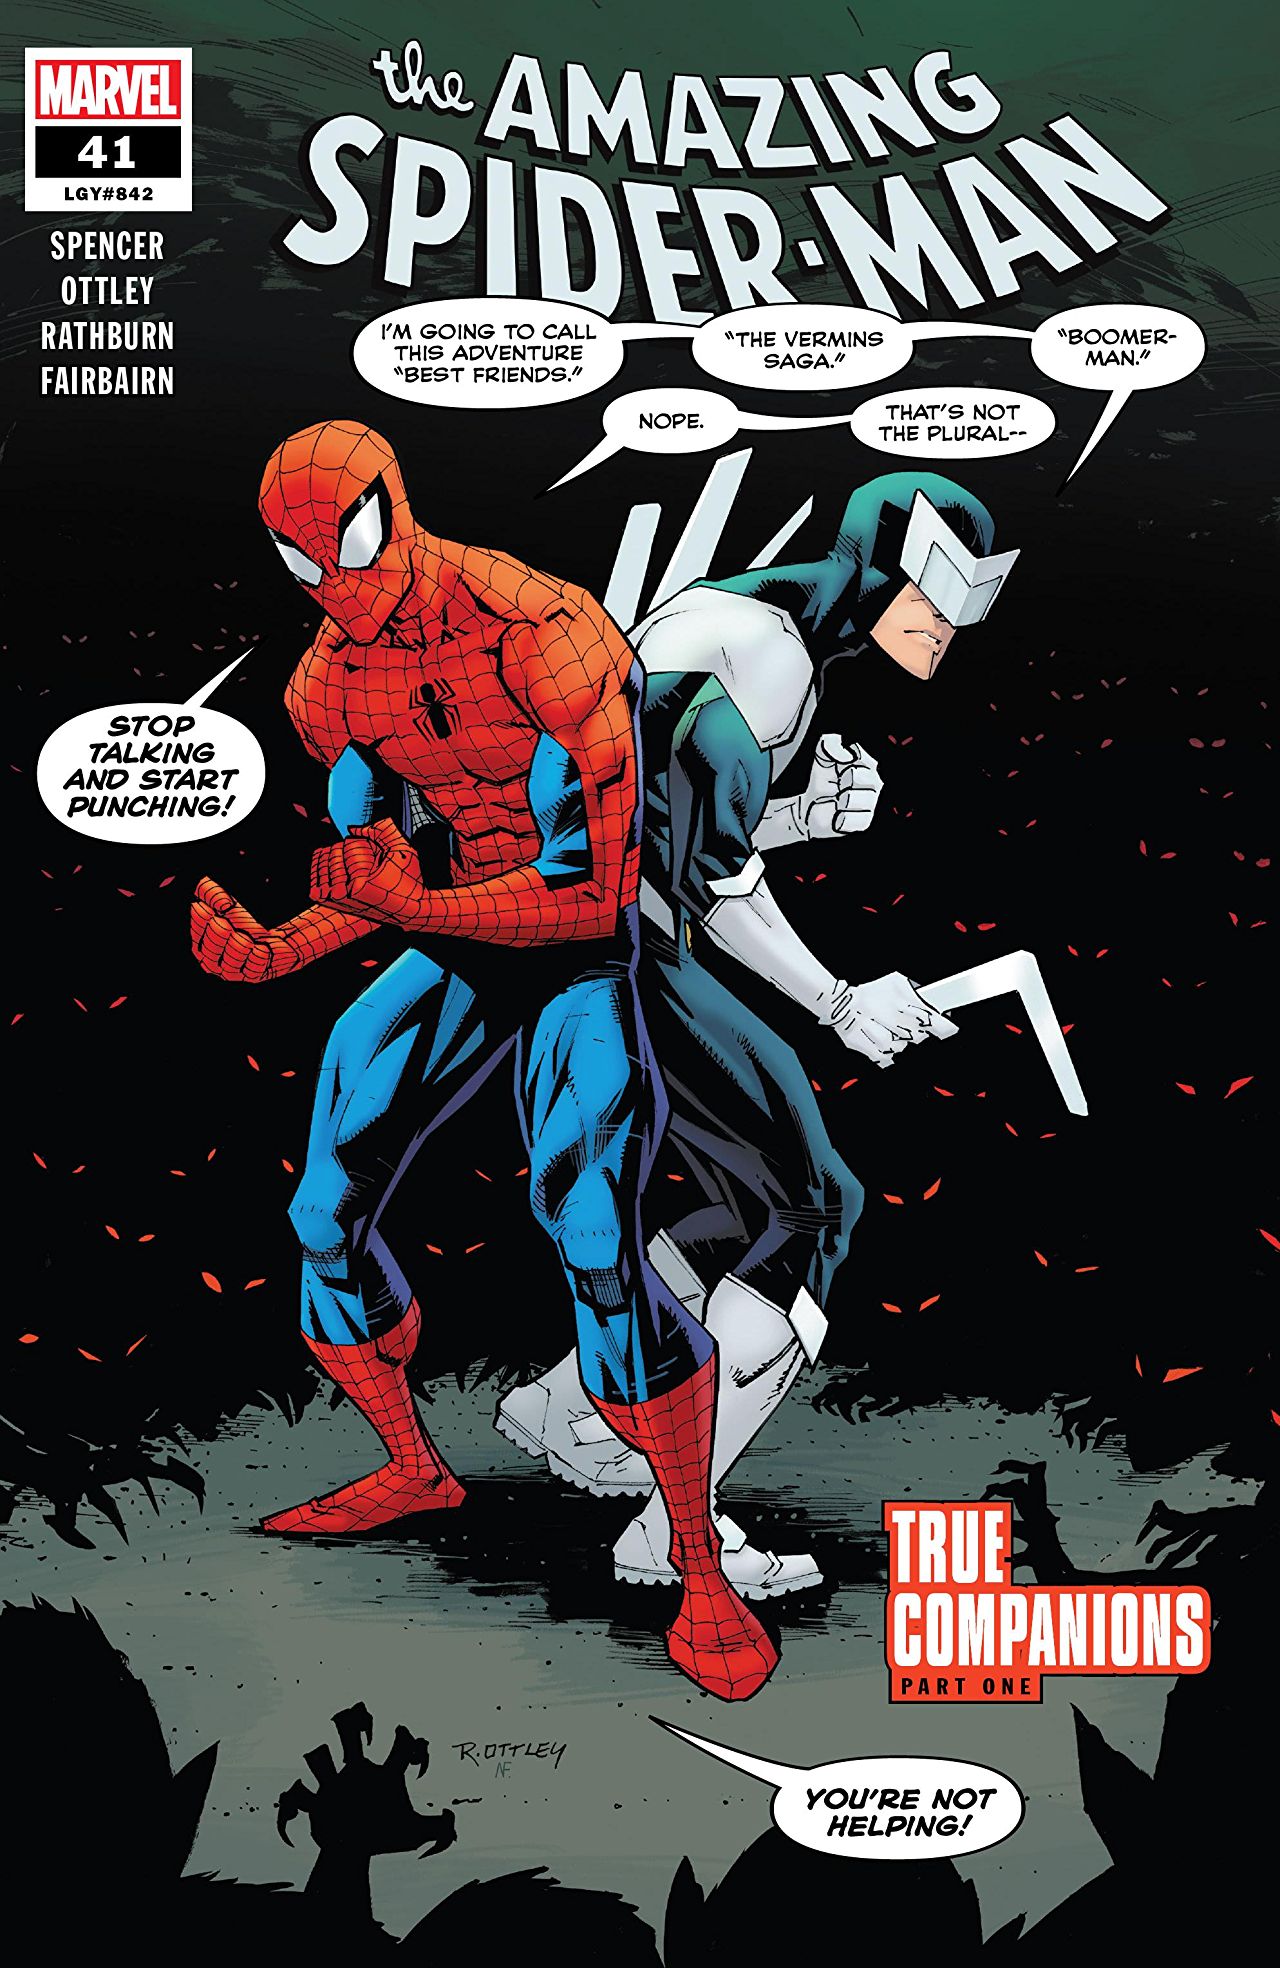 MARVEL
41
LGY#842
SPENCER
OTTLEY
RATHBURN
FAIRBAIRN
the AMAZING
SPIDER-MAN
I'M GOING TO CALL
THIS ADVENTURE
"BEST FRIENDS."
"THE VERMINS
SAGA."
"BOOMER-
MAN."
NOPE.
THAT'S NOT
THE PLURAL--
STOP
TALKING
AND START
PUNCHING!
TRUE
COMPANIONS
PART ONE
R. OTTLEY
NF.
YOU'RE NOT
HELPING!